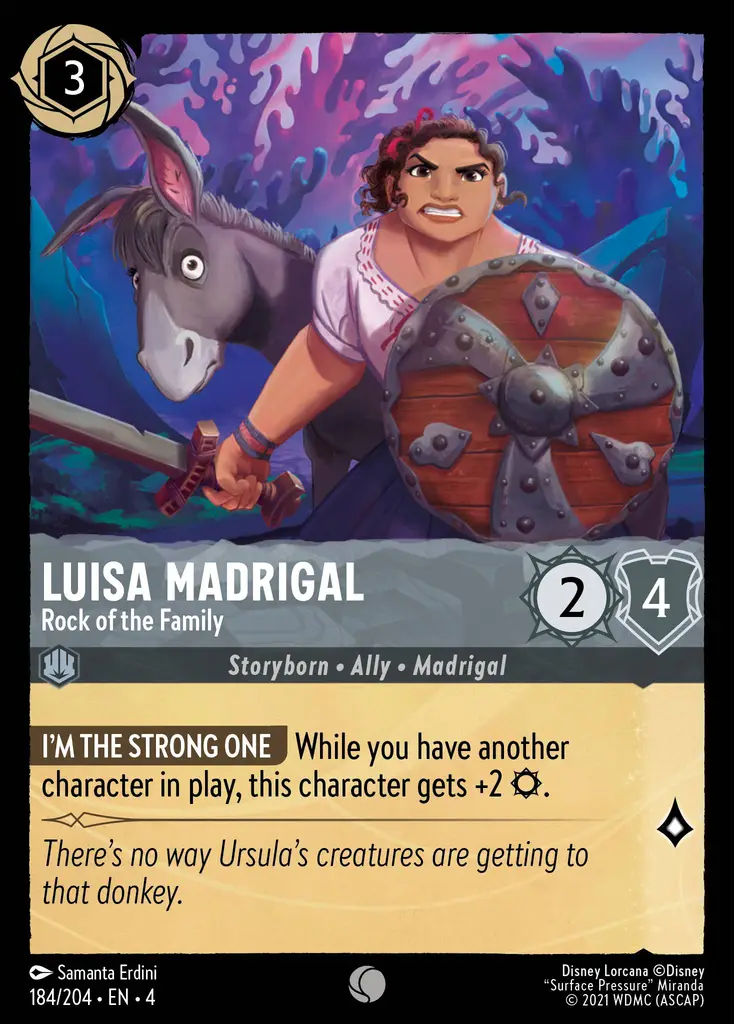 3
LUISA MADRIGAL
Rock of the Family
2
4
Storyborn • Ally • Madrigal
I'M THE STRONG ONE While you have another
character in play, this character gets +2 .
There's no way Ursula's creatures are getting to
that donkey.
Samanta Erdini
184/204 • EN • 4
Disney Lorcana ©Disney
"Surface Pressure" Miranda
© 2021 WDMC (ASCAP)